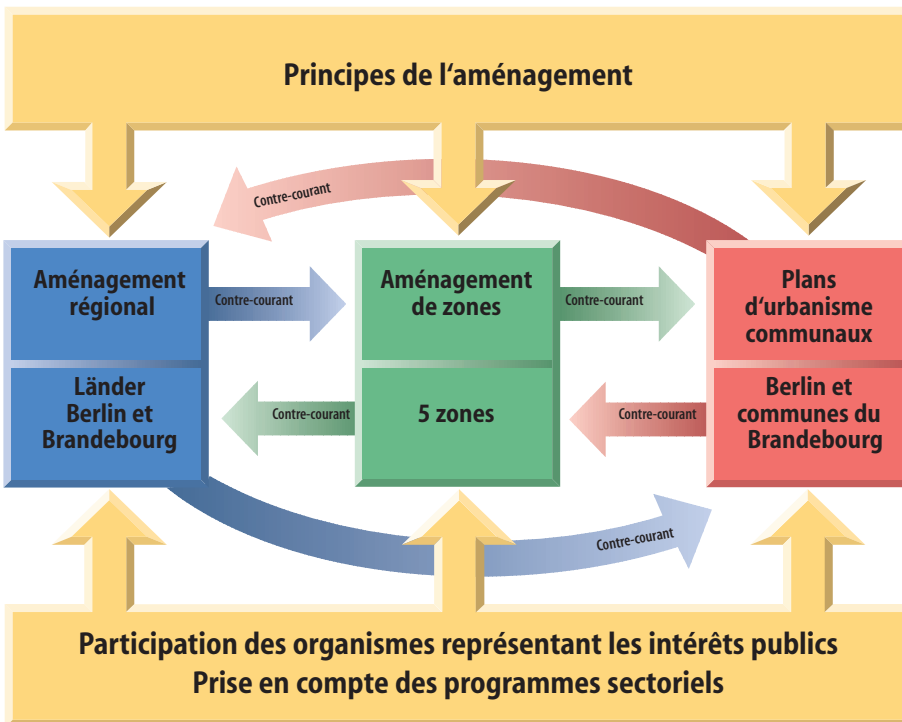 Principes de l‘aménagement
Contre-courant
Aménagement
régional
Contre-courant
Aménagement
de zones
Contre-courant
Plans
d‘urbanisme
communaux
Länder
Berlin et
Brandebourg
Contre-courant
5 zones
Contre-courant
Berlin et
communes du
Brandebourg
Contre-courant
Participation des organismes représentant les intérêts publics
Prise en compte des programmes sectoriels